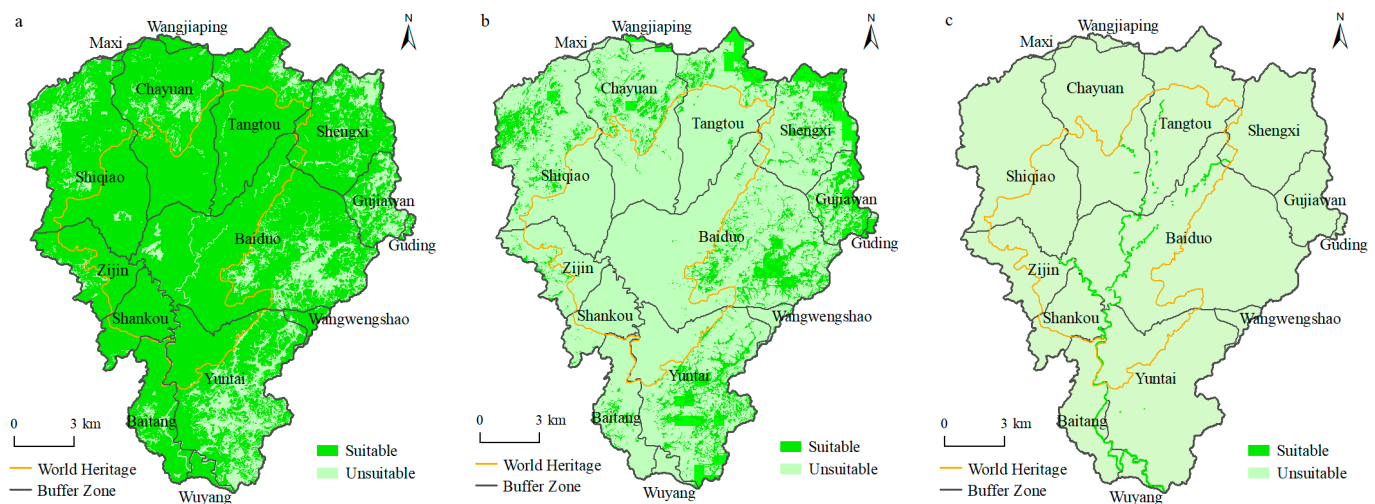 a
N
Wangjiaping
Maxi
Chayuan
Tangtou
Shengxi
Shiqiao
Gujiawan
Baiduo
Guding
Zijin
Shankou
Wangwengshao
Yuntai
Baitang
0 3 km
Suitable
World Heritage
Unsuitable
Buffer Zone
Wuyang
b
N
Wangjiaping
Maxi
Chayuan
Tangtou
Shengxi
Shiqiao
Gujiawan
Baiduo
Guding
Zijin
Shankou
Wangwengshao
Yuntai
Baitang
0 3 km
Suitable
World Heritage
Unsuitable
Buffer Zone
Wuyang
c
N
Wangjiaping
Maxi
Chayuan
Tangtou
Shengxi
Shiqiao
Gujiawan
Baiduo
Guding
Zijin
Shankou
Wangwengshao
Yuntai
Baitang
0 3 km
Suitable
World Heritage
Unsuitable
Buffer Zone
Wuyang